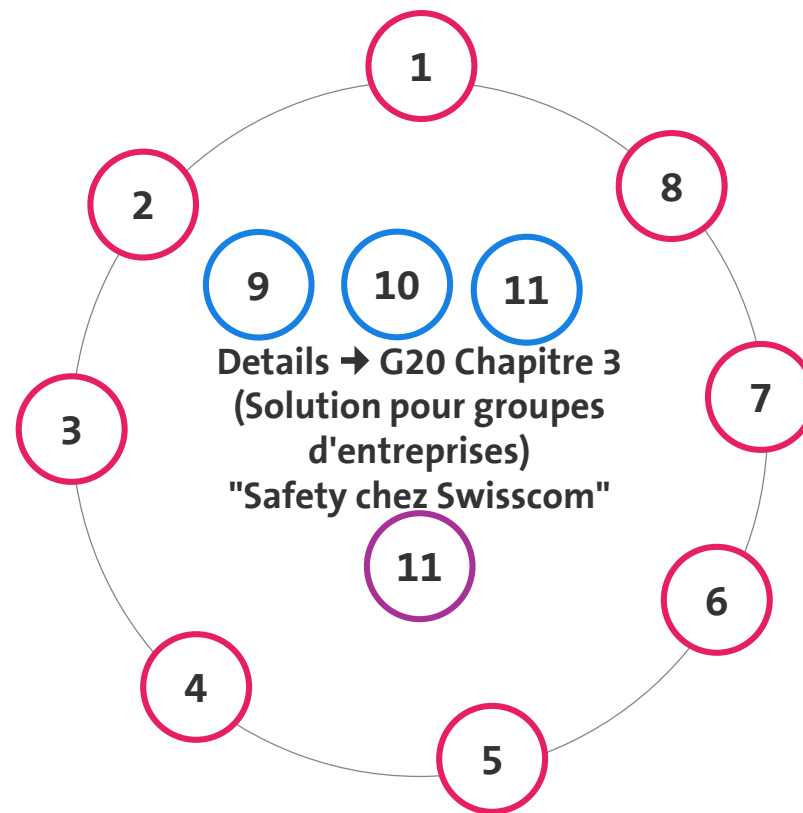 1
8
2
9 10 11
Details → G20 Chapitre 3
(Solution pour groupes
d'entreprises)
"Safety chez Swisscom"
7
3
11
6
4
5